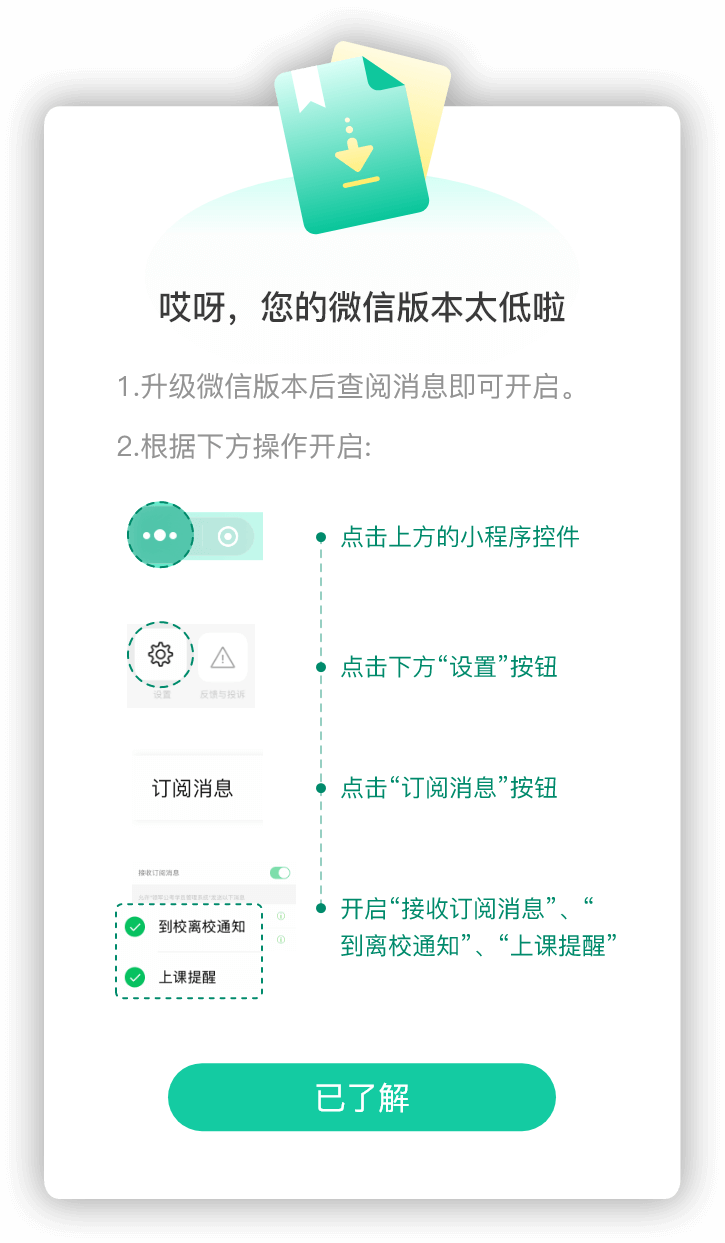 哎呀，您的微信版本太低啦
1.升级微信版本后查阅消息即可开启。
2.根据下方操作开启:
点击上方的小程序控件
设置
反馈与投诉
点击下方“设置”按钮
订阅消息
点击“订阅消息”按钮
接收订阅消息
到校离校通知
上课提醒
开启“接收订阅消息”、“
到离校通知”、“上课提醒”
已了解